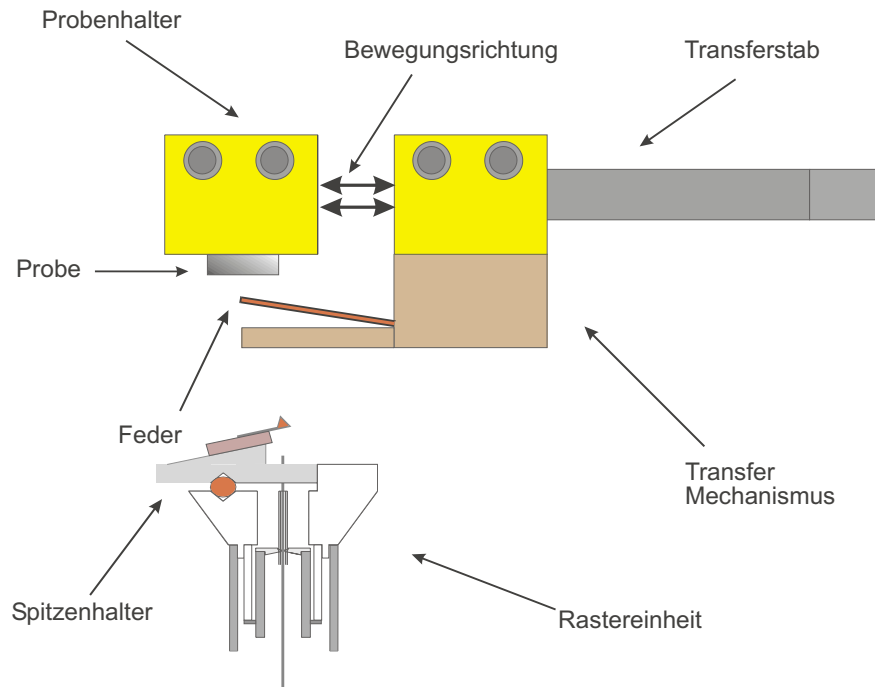 Probenhalter
Bewegungsrichtung
Transferstab
Probe
Feder
Transfer
Mechanismus
Spitzenhalter
Rastereinheit